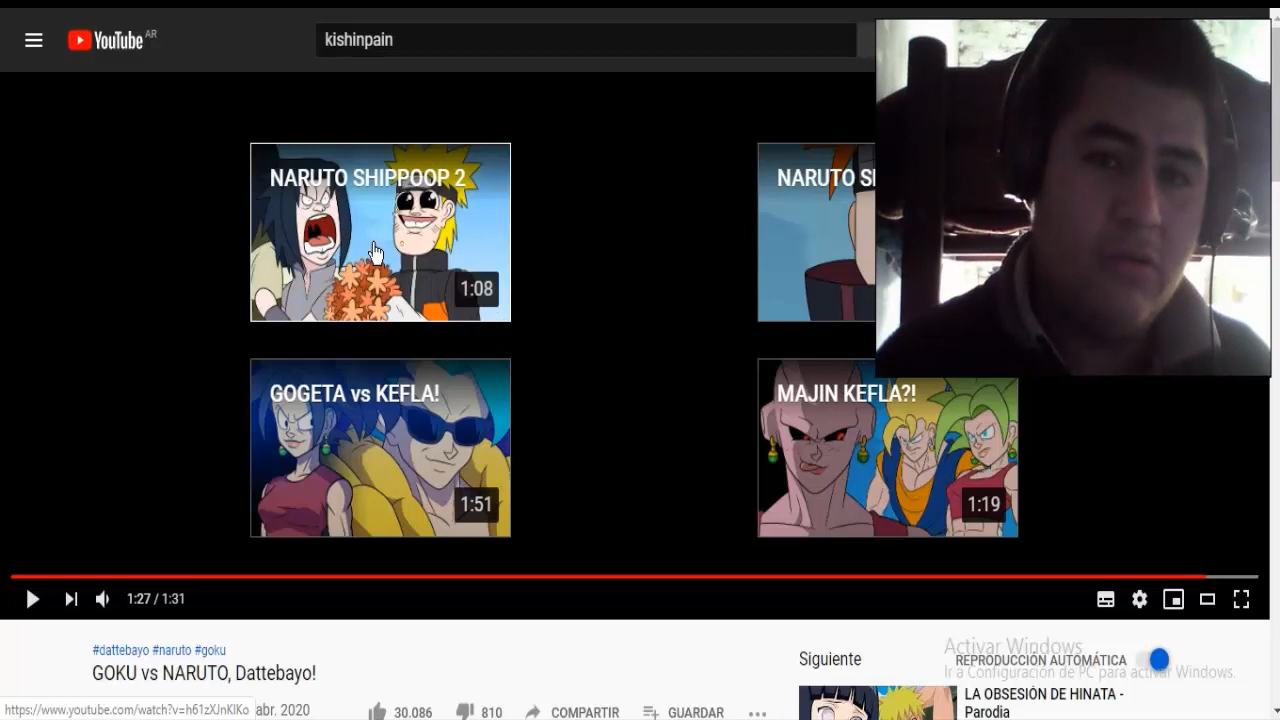 YouTube AR
kishinpain
NARUTO SHIPPOOP 2
1:08
NARUTO
GOGETA vs KEFLA!
1:51
MAJIN KEFLA?!
1:19
1:27 / 1:31
#dattebayo #naruto #goku
GOKU vs NARUTO, Dattebayo!
abr. 2020
30.086
810
COMPARTIR
GUARDAR
https://www.youtube.com/watch?v=h61zXJnKlKo
Siguiente
REPRODUCCIÓN AUTOMÁTICA
Activar Windows
Ir a Configuración de PC para activar Windows.
LA OBSESIÓN DE HINATA -
Parodia